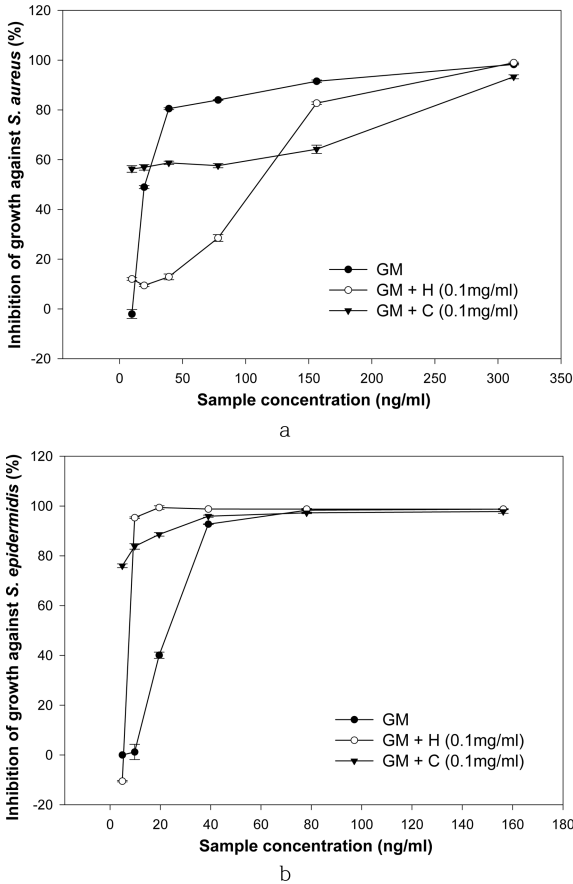 120
100
80
60
40
20
0
-20
Inhibition of growth against S. aureus (%)
GM
GM + H (0.1mg/ml)
GM + C (0.1mg/ml)
0 50 100 150 200 250 300 350
Sample concentration (ng/ml)
a
120
100
80
60
40
20
0
-20
Inhibition of growth against S. epidermidis (%)
GM
GM + H (0.1mg/ml)
GM + C (0.1mg/ml)
0 20 40 60 80 100 120 140 160 180
Sample concentration (ng/ml)
b